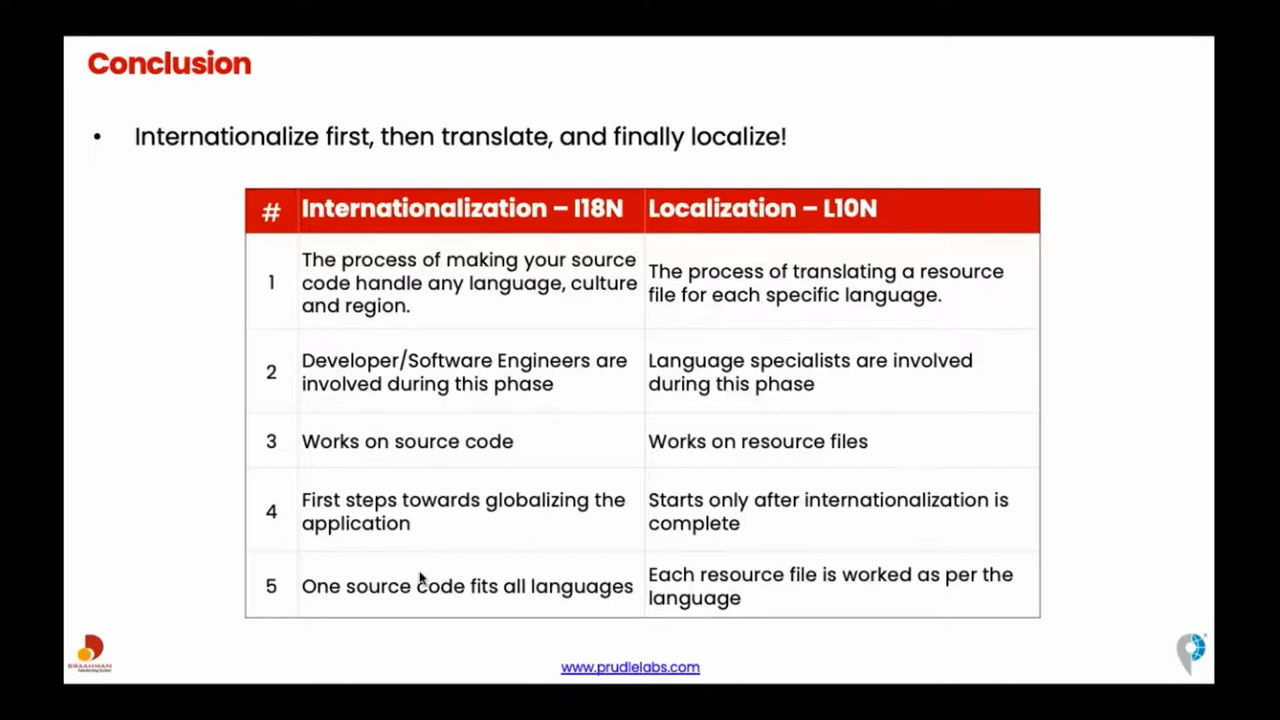 Conclusion
• Internationalize first, then translate, and finally localize!
# Internationalization – I18N Localization – L10N
1
The process of making your source
code handle any language, culture
and region.
The process of translating a resource
file for each specific language.
2
Developer/Software Engineers are
involved during this phase
Language specialists are involved
during this phase
3
Works on source code
Works on resource files
4
First steps towards globalizing the
application
Starts only after internationalization is
complete
5
One source code fits all languages
Each resource file is worked as per the
language
BRAAHMAM
www.prudlelabs.com